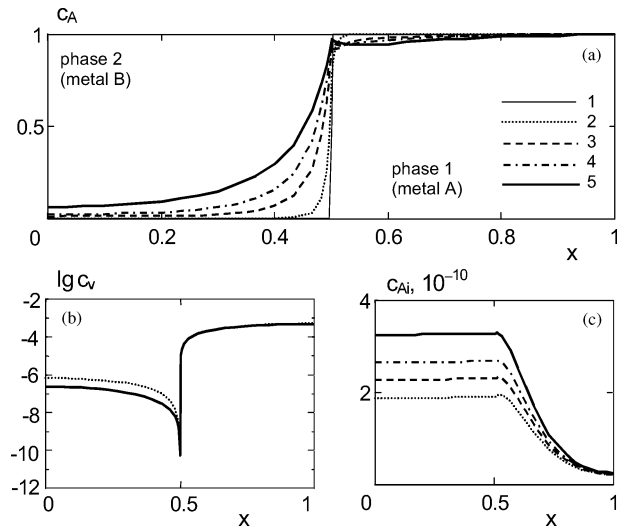 c_A
1
phase 2
(metal B)
(a)
1
2
0.5
3
phase 1
(metal A)
4
5
0
0.2
0.4
0.6
0.8
1
x
lg c_v
c_Ai, 10^–10
-2
(b)
-4
-6
-8
-10
-12
0
0.5
1
x
4
(c)
2
0
0.5
1
x